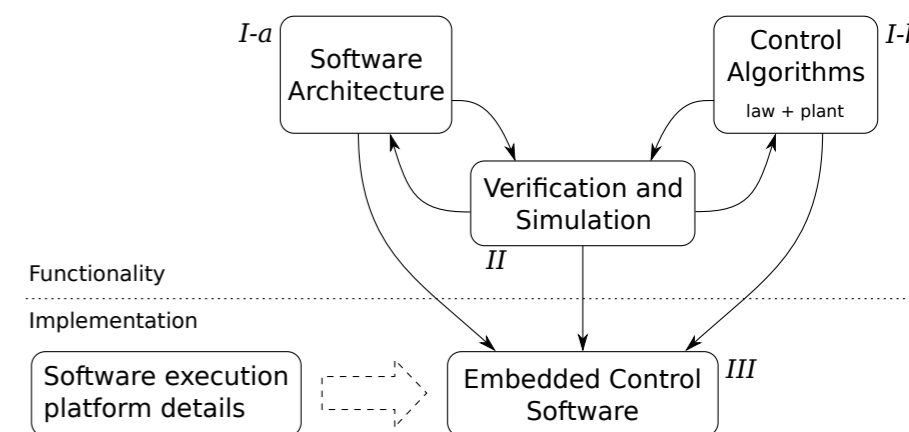 I-a
Software
Architecture
Control
Algorithms
law + plant
Verification and
Simulation
II
Functionality
Implementation
Software execution
platform details
Embedded Control
Software
III